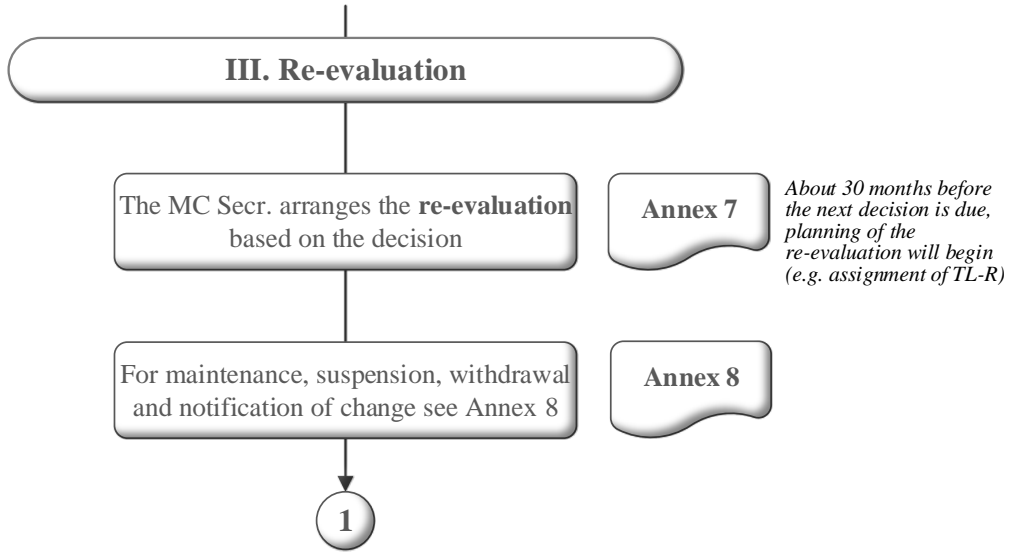 III. Re-evaluation
The MC Secr. arranges the re-evaluation
based on the decision
Annex 7
About 30 months before
the next decision is due,
planning of the
re-evaluation will begin
(e.g. assignment of TL-R)
For maintenance, suspension, withdrawal
and notification of change see Annex 8
Annex 8
1